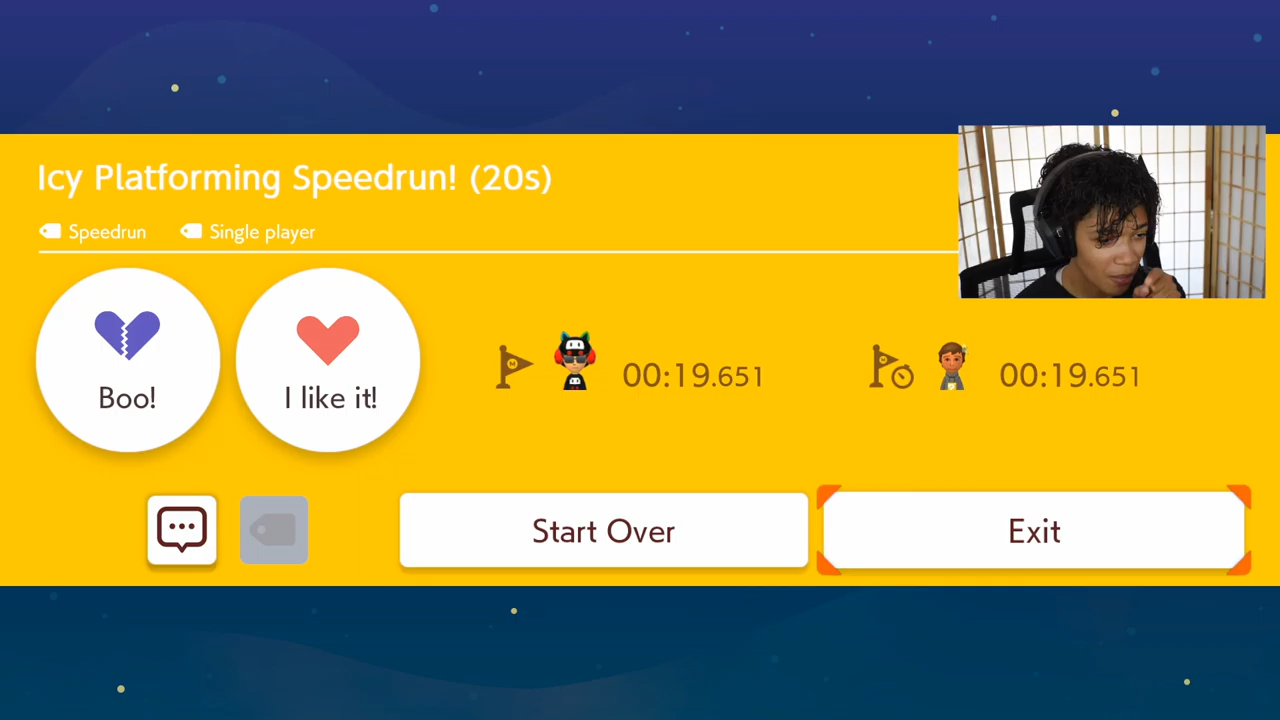 Icy Platforming Speedrun! (20s)
Speedrun Single player
Boo! I like it! M 00:19.651 M 00:19.651
Start Over Exit